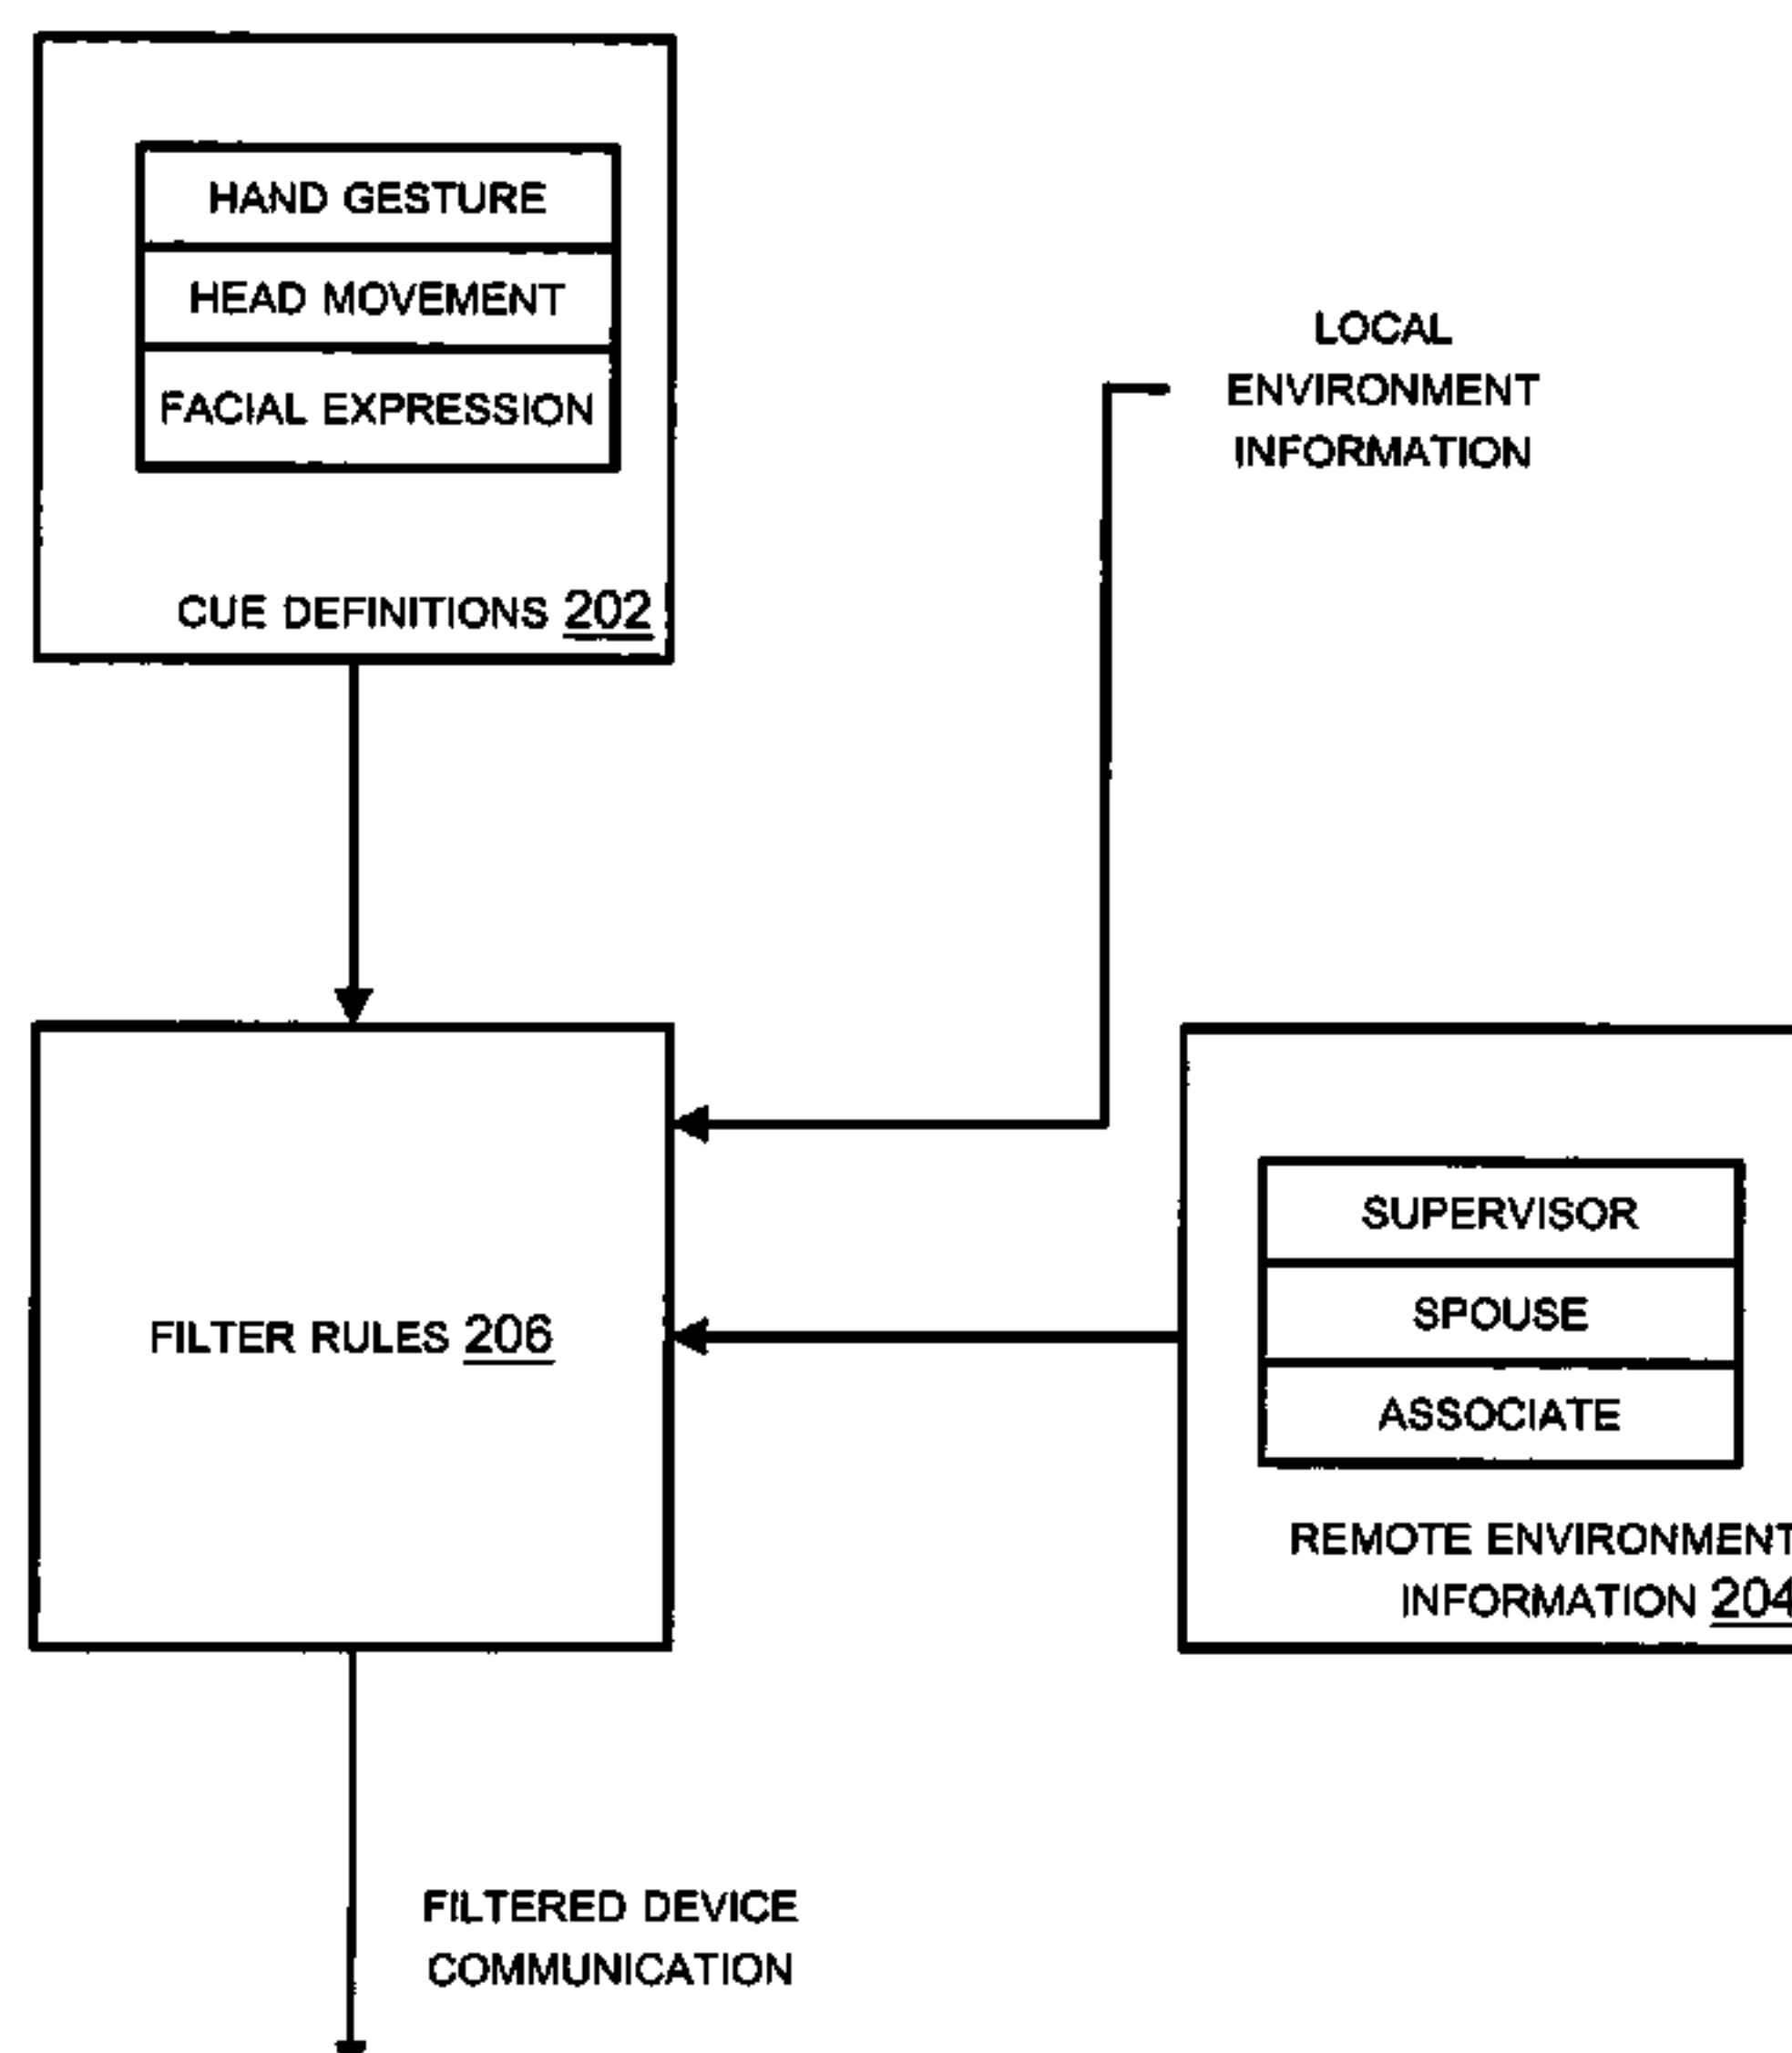 HAND GESTURE
HEAD MOVEMENT
FACIAL EXPRESSION
CUE DEFINITIONS 202
LOCAL
ENVIRONMENT
INFORMATION
FILTER RULES 206
SUPERVISOR
SPOUSE
ASSOCIATE
REMOTE ENVIRONMENT
INFORMATION 204
FILTERED DEVICE
COMMUNICATION